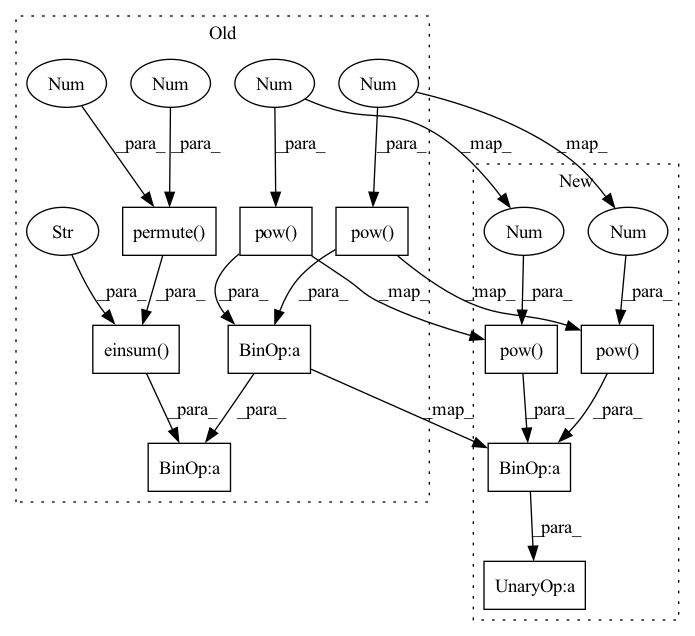 Old
Num Num Num Num
_para_ _para_ _para_ _para_ _map_ _map_
New
Str permute() pow() pow() Num Num
_para_ _para_ _para_ _para_ _map_ _map_ _para_ _para_
einsum() BinOp:a pow() pow()
_para_ _para_ _map_ _para_ _para_
BinOp:a BinOp:a
_para_
UnaryOp:a